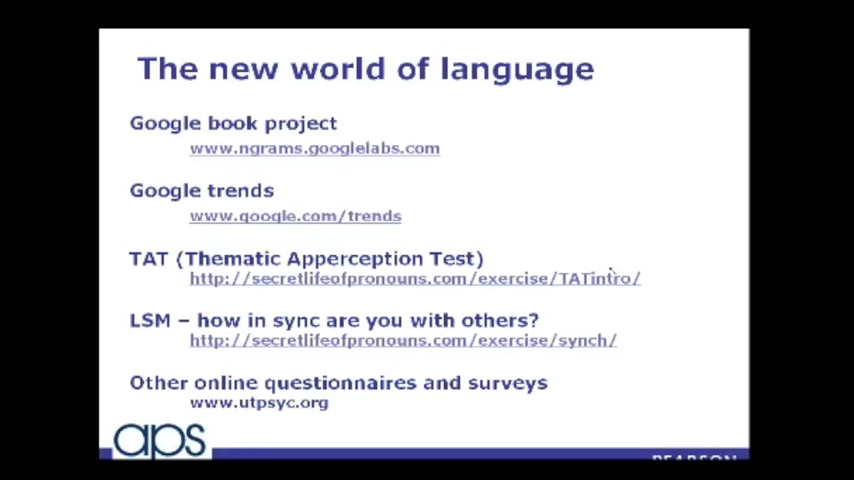 The new world of language
Google book project
www.ngrams.googlelabs.com
Google trends
www.google.com/trends
TAT (Thematic Apperception Test)
http://secretlifeofpronouns.com/exercise/TATintro/
LSM – how in sync are you with others?
http://secretlifeofpronouns.com/exercise/synch/
Other online questionnaires and surveys
www.utpsyc.org
aps
PEARSON